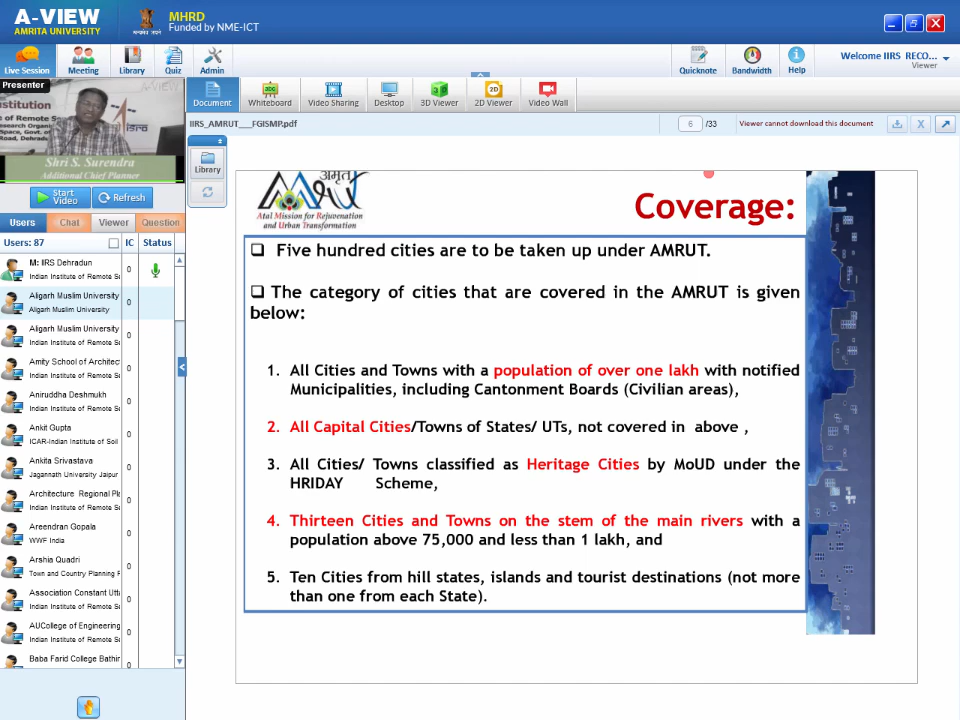 A-VIEW
AMRITA UNIVERSITY
MHRD
Funded by NME-ICT
Live Session
Meeting
Library
Quiz
Admin
Quicknote
Bandwidth
Help
Welcome IIRS RECO...
Viewer
Presenter
A-VIEW
stitution
isra
Shri S. Surendra
Additional Chief Planner
Start Video
Refresh
Users
Chat
Viewer
Question
Users: 87
IC
Status
M: IIRS Dehradun
Indian Institute of Remote S
0
Aligarh Muslim University
Aligarh Muslim University
0
Aligarh Muslim University
Indian Institute of Remote S
0
Amity School of Architec
Indian Institute of Remote S
0
Aniruddha Deshmukh
Indian Institute of Remote S
0
Ankit Gupta
ICAR-Indian Institute of Soil
0
Ankita Srivastava
Jagannath University Jaipur
0
Architecture Regional Pl
Indian Institute of Remote S
0
Areendran Gopala
WWF India
0
Arshia Quadri
Town and Country Planning
0
Association Constant Utt
Indian Institute of Remote S
0
AUCollege of Engineering
Indian Institute of Remote S
0
Baba Farid College Bathin
0
Document
Whiteboard
Video Sharing
Desktop
3D Viewer
2D Viewer
Video Wall
IIRS_AMRUT___FGISMP.pdf
6 /33
Viewer cannot download this document
X
Library
अमृत
AMRUT
Atal Mission for Rejuvenation
and Urban Transformation
Coverage:
Five hundred cities are to be taken up under AMRUT.
The category of cities that are covered in the AMRUT is given
below:
1. All Cities and Towns with a population of over one lakh with notified
Municipalities, including Cantonment Boards (Civilian areas),
2. All Capital Cities/Towns of States/ UTs, not covered in above ,
3. All Cities/ Towns classified as Heritage Cities by MoUD under the
HRIDAY Scheme,
4. Thirteen Cities and Towns on the stem of the main rivers with a
population above 75,000 and less than 1 lakh, and
5. Ten Cities from hill states, islands and tourist destinations (not more
than one from each State).